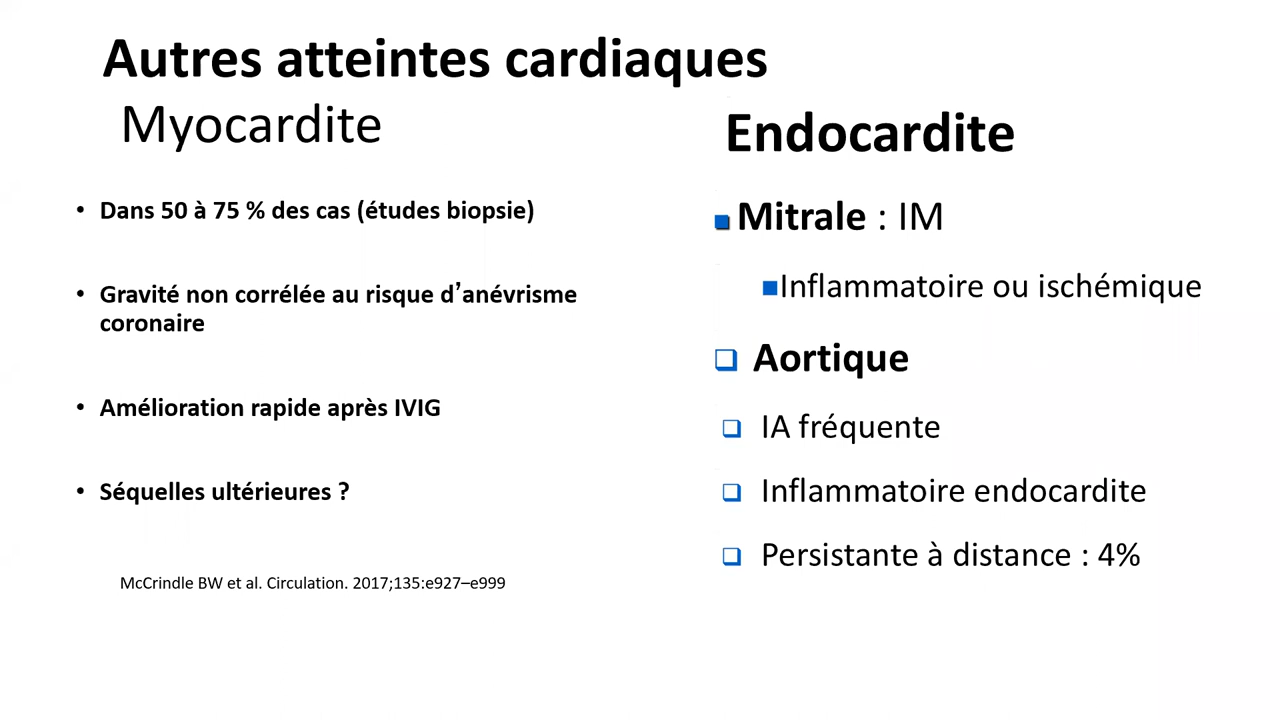 Autres atteintes cardiaques
Myocardite
• Dans 50 à 75 % des cas (études biopsie)
• Gravité non corrélée au risque d’anévrisme
coronaire
• Amélioration rapide après IVIG
• Séquelles ultérieures ?
McCrindle BW et al. Circulation. 2017;135:e927–e999
Endocardite
■ Mitrale : IM
■Inflammatoire ou ischémique
❑ Aortique
❑ IA fréquente
❑ Inflammatoire endocardite
❑ Persistante à distance : 4%